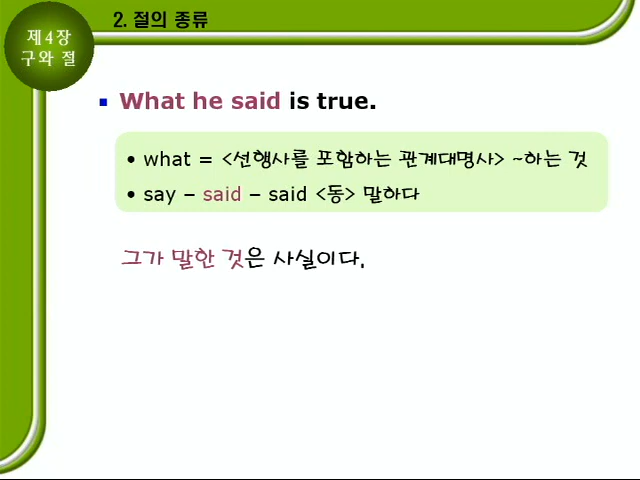 2. 절의 종류
제4장
구와 절
What he said is true.
• what = <선행사를 포함하는 관계대명사> ~하는 것
• say – said – said <동> 말하다
그가 말한 것은 사실이다.